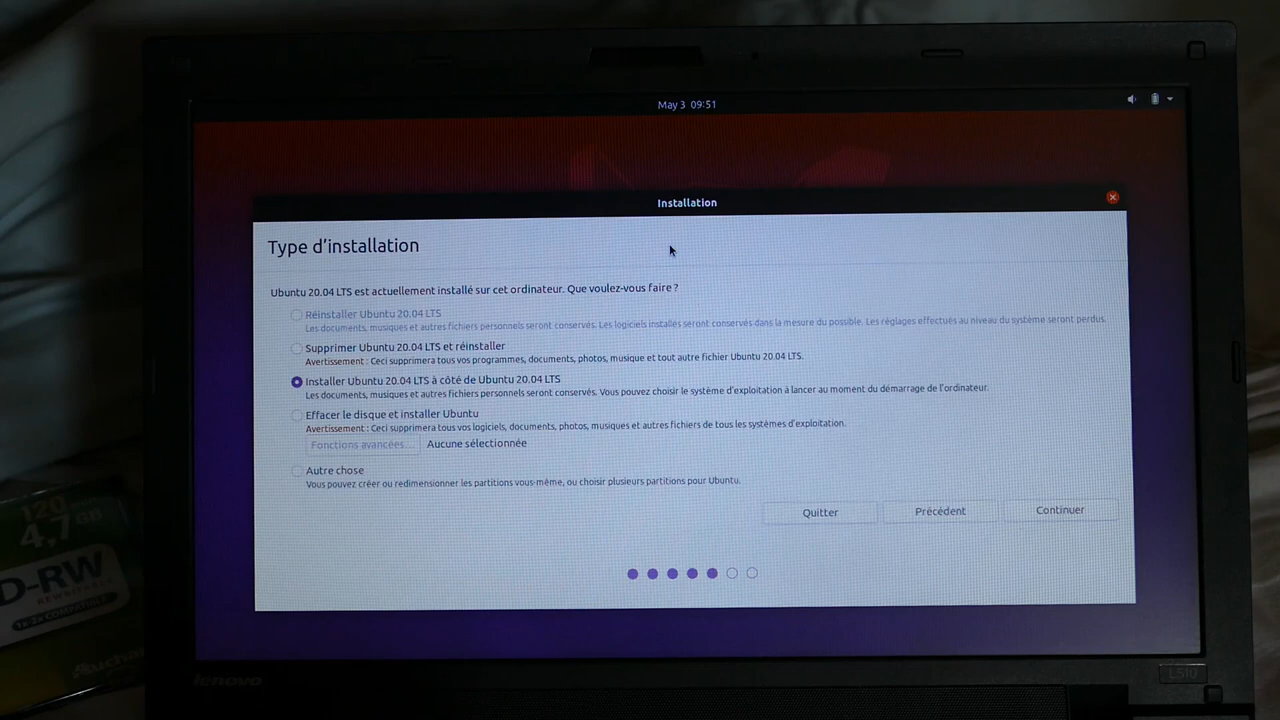 May 3 09:51
Installation
Type d'installation
Ubuntu 20.04 LTS est actuellement installé sur cet ordinateur. Que voulez-vous faire ?
Réinstaller Ubuntu 20.04 LTS
Les documents, musiques et autres fichiers personnels seront conservés. Les logiciels installés seront conservés dans la mesure du possible. Les réglages effectués au niveau du système seront perdus.
Supprimer Ubuntu 20.04 LTS et réinstaller
Avertissement : Ceci supprimera tous vos programmes, documents, photos, musique et tout autre fichier Ubuntu 20.04 LTS.
Installer Ubuntu 20.04 LTS à côté de Ubuntu 20.04 LTS
Les documents, musiques et autres fichiers personnels seront conservés. Vous pouvez choisir le système d'exploitation à lancer au moment du démarrage de l'ordinateur.
Effacer le disque et installer Ubuntu
Avertissement : Ceci supprimera tous vos logiciels, documents, photos, musiques et autres fichiers de tous les systèmes d'exploitation.
Fonctions avancées... Aucune sélectionnée
Autre chose
Vous pouvez créer ou redimensionner les partitions vous-même, ou choisir plusieurs partitions pour Ubuntu.
Quitter Précédent Continuer
lenovo
L510
120
4,7 GB
D-RW
REWRITABLE
1x-2x COMPATIBLE
Auchan